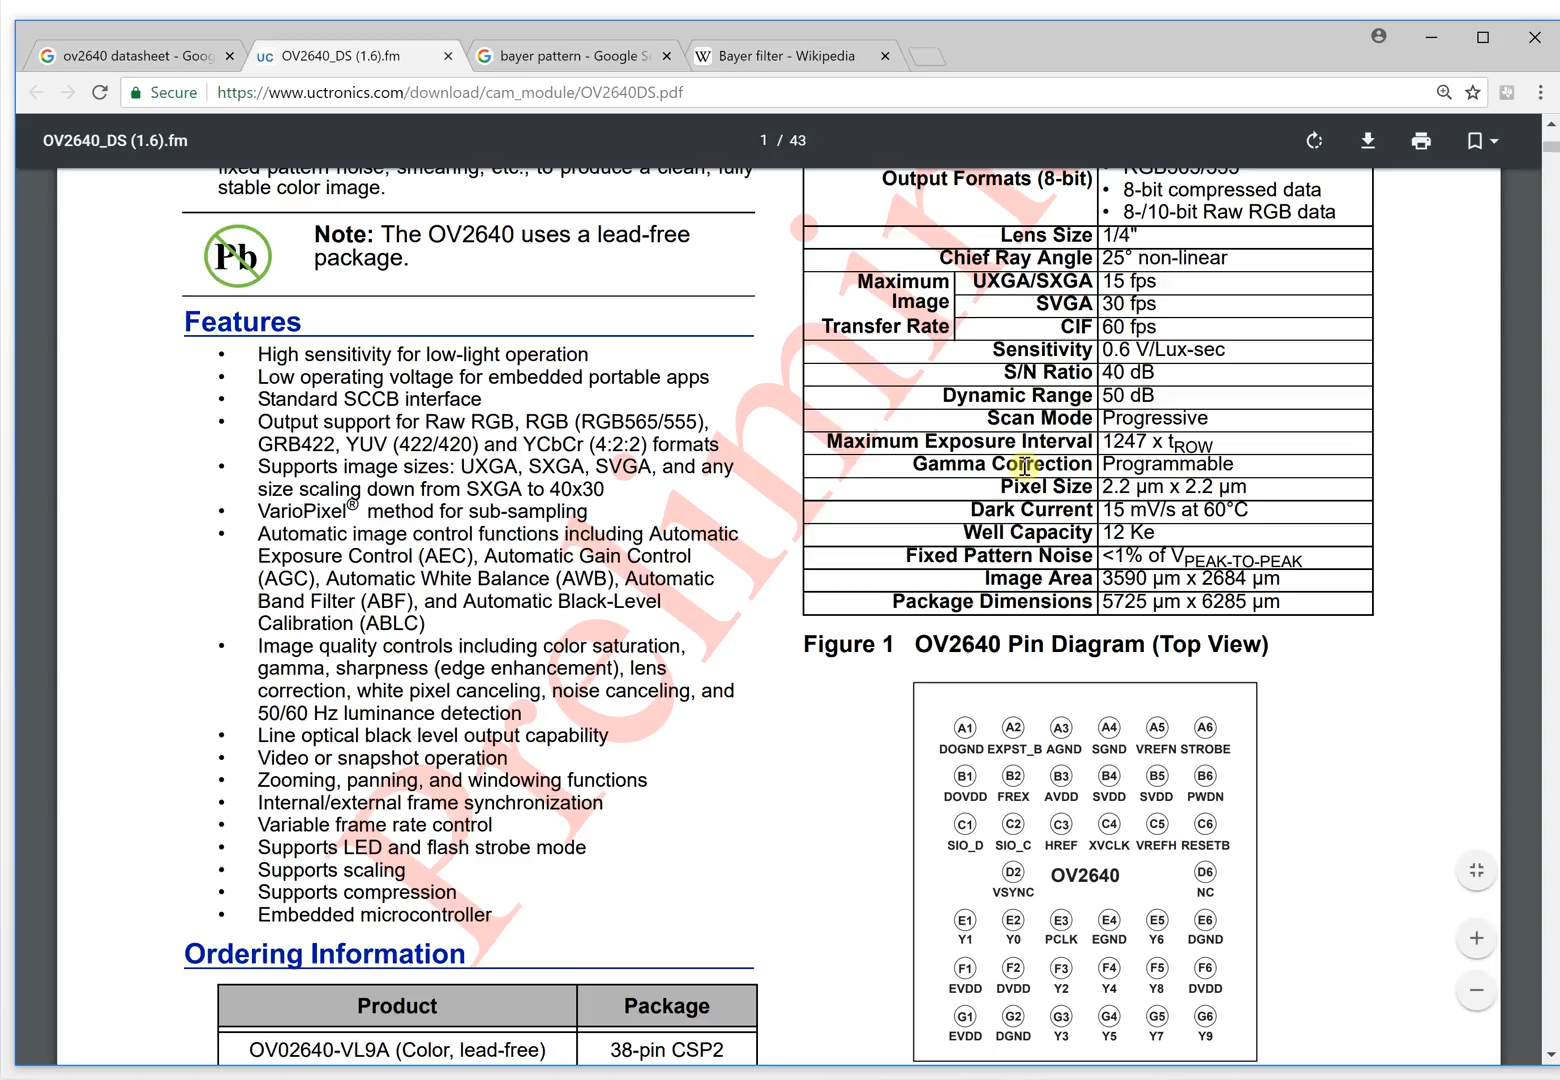 ov2640 datasheet - Goog
OV2640_DS (1.6).fm
bayer pattern - Google S
Bayer filter - Wikipedia
Secure
https://www.uctronics.com/download/cam_module/OV2640DS.pdf
OV2640_DS (1.6).fm
1 / 43
fixed pattern noise, smearing, etc., to produce a clean, fully
stable color image.
Pb
Note: The OV2640 uses a lead-free
package.
Features
• High sensitivity for low-light operation
• Low operating voltage for embedded portable apps
• Standard SCCB interface
• Output support for Raw RGB, RGB (RGB565/555),
GRB422, YUV (422/420) and YCbCr (4:2:2) formats
• Supports image sizes: UXGA, SXGA, SVGA, and any
size scaling down from SXGA to 40x30
• VarioPixel® method for sub-sampling
• Automatic image control functions including Automatic
Exposure Control (AEC), Automatic Gain Control
(AGC), Automatic White Balance (AWB), Automatic
Band Filter (ABF), and Automatic Black-Level
Calibration (ABLC)
• Image quality controls including color saturation,
gamma, sharpness (edge enhancement), lens
correction, white pixel canceling, noise canceling, and
50/60 Hz luminance detection
• Line optical black level output capability
• Video or snapshot operation
• Zooming, panning, and windowing functions
• Internal/external frame synchronization
• Variable frame rate control
• Supports LED and flash strobe mode
• Supports scaling
• Supports compression
• Embedded microcontroller
Ordering Information
Product Package
OV02640-VL9A (Color, lead-free) 38-pin CSP2
Output Formats (8-bit)
• RGB565/555
• 8-bit compressed data
• 8-/10-bit Raw RGB data
Lens Size 1/4"
Chief Ray Angle 25° non-linear
Maximum Image Transfer Rate
UXGA/SXGA 15 fps
SVGA 30 fps
CIF 60 fps
Sensitivity 0.6 V/Lux-sec
S/N Ratio 40 dB
Dynamic Range 50 dB
Scan Mode Progressive
Maximum Exposure Interval 1247 x tROW
Gamma Correction Programmable
Pixel Size 2.2 μm x 2.2 μm
Dark Current 15 mV/s at 60°C
Well Capacity 12 Ke
Fixed Pattern Noise <1% of VPEAK-TO-PEAK
Image Area 3590 μm x 2684 μm
Package Dimensions 5725 μm x 6285 μm
Figure 1 OV2640 Pin Diagram (Top View)
A1 A2 A3 A4 A5 A6
DOGND EXPST_B AGND SGND VREFN STROBE
B1 B2 B3 B4 B5 B6
DOVDD FREX AVDD SVDD SVDD PWDN
C1 C2 C3 C4 C5 C6
SIO_D SIO_C HREF XVCLK VREFH RESETB
D2 OV2640 D6
VSYNC NC
E1 E2 E3 E4 E5 E6
Y1 Y0 PCLK EGND Y6 DGND
F1 F2 F3 F4 F5 F6
EVDD DVDD Y2 Y4 Y8 DVDD
G1 G2 G3 G4 G5 G6
EVDD DGND Y3 Y5 Y7 Y9
Prelimin